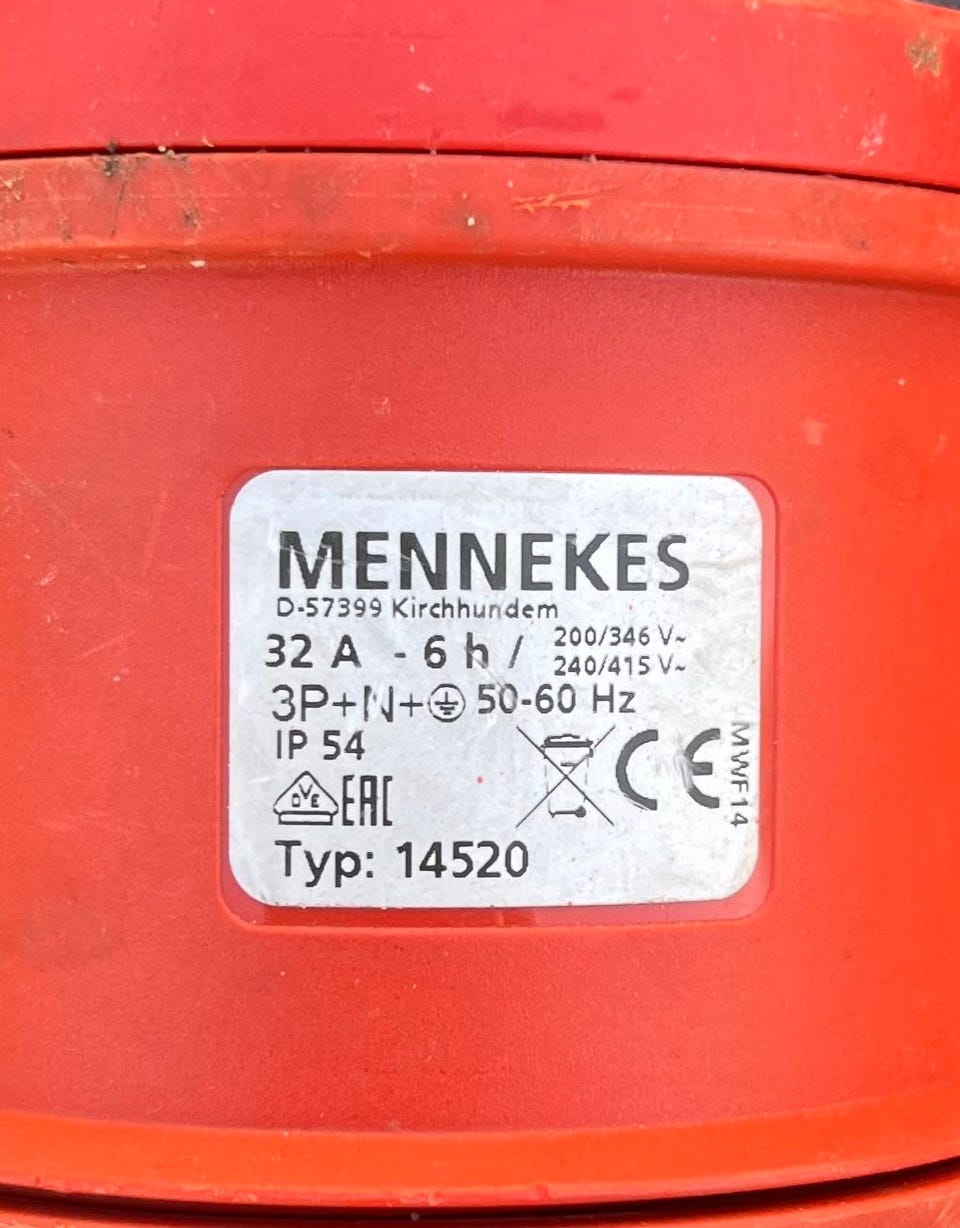 MENNEKES
D-57399 Kirchhundem
32 A - 6 h / 200/346 V~
240/415 V~
3P+N+⏚ 50-60 Hz
IP 54
CE
MWF14
DVE EAC
Typ: 14520